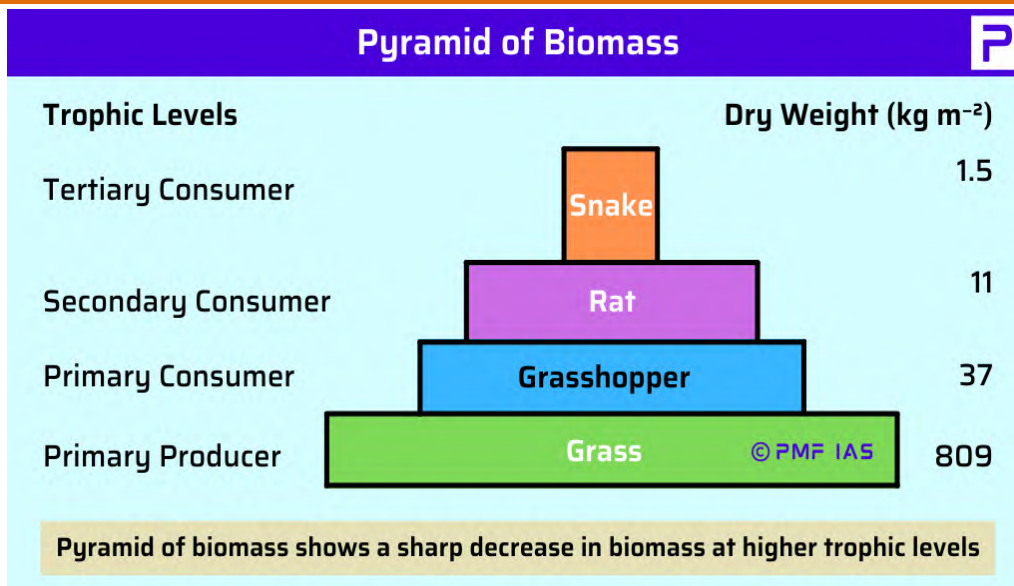 Pyramid of Biomass
P
Trophic Levels Dry Weight (kg m⁻²)
Tertiary Consumer Snake 1.5
Secondary Consumer Rat 11
Primary Consumer Grasshopper 37
Primary Producer Grass © PMF IAS 809
Pyramid of biomass shows a sharp decrease in biomass at higher trophic levels